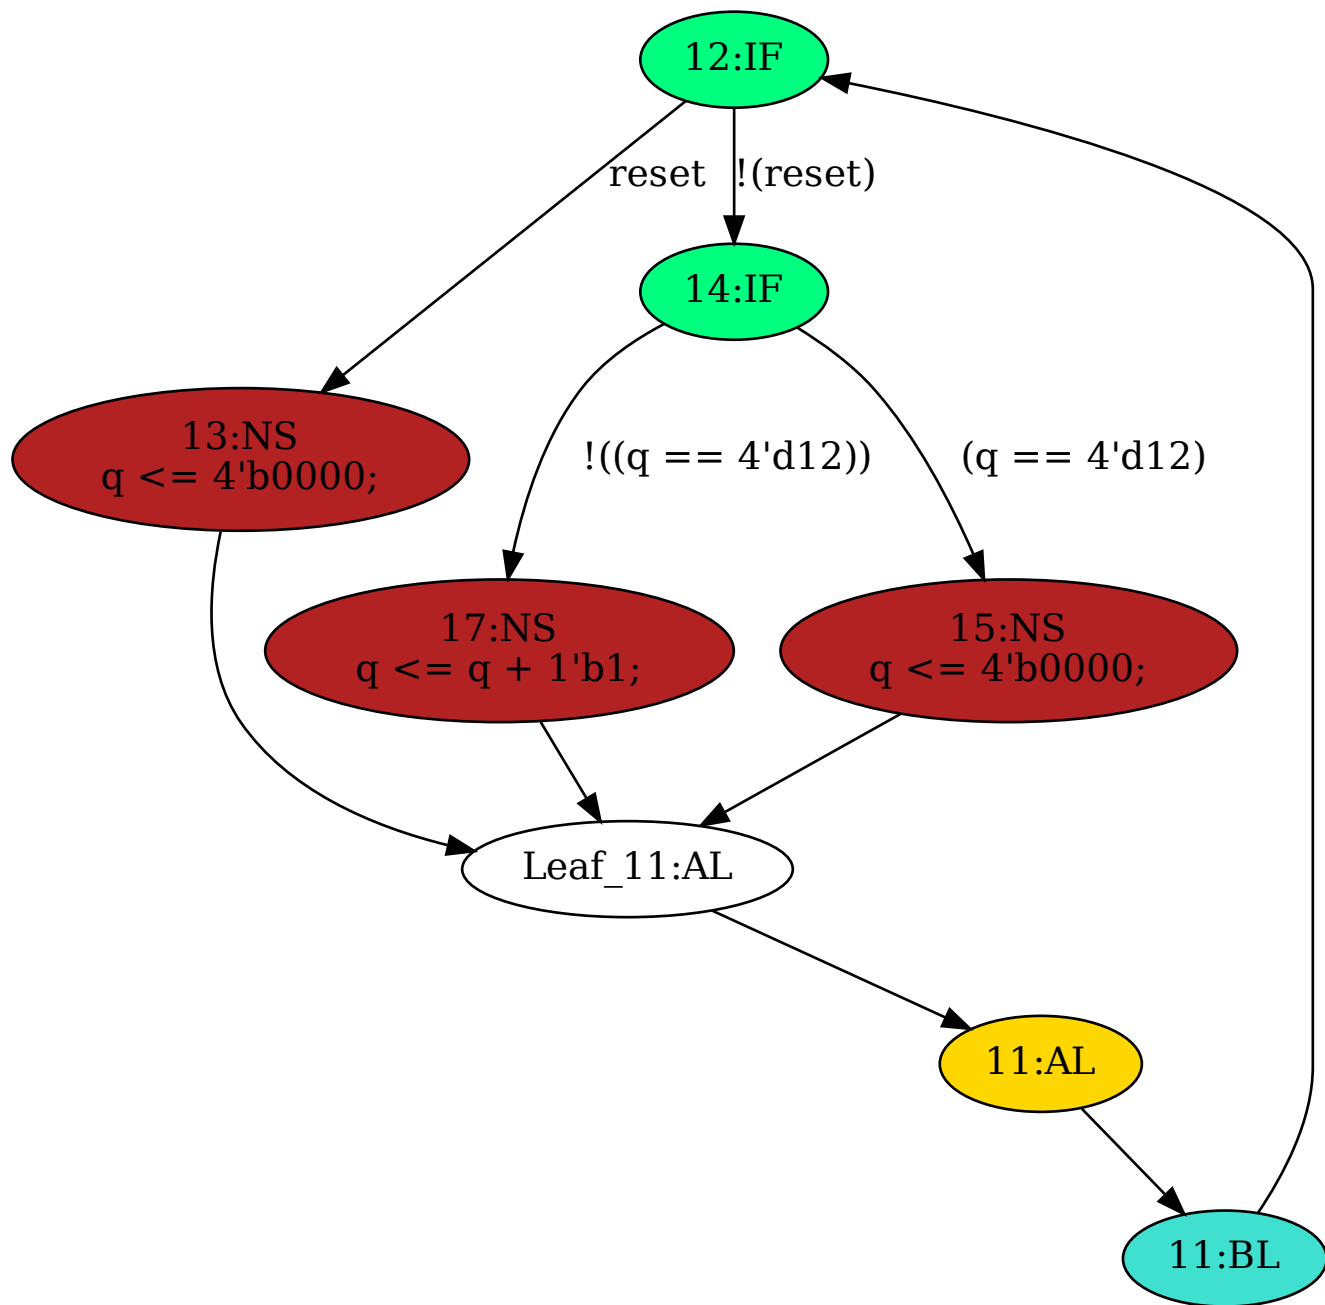 12:IF
reset
!(reset)
14:IF
13:NS
q <= 4'b0000;
!((q == 4'd12))
(q == 4'd12)
17:NS
q <= q + 1'b1;
15:NS
q <= 4'b0000;
Leaf_11:AL
11:AL
11:BL